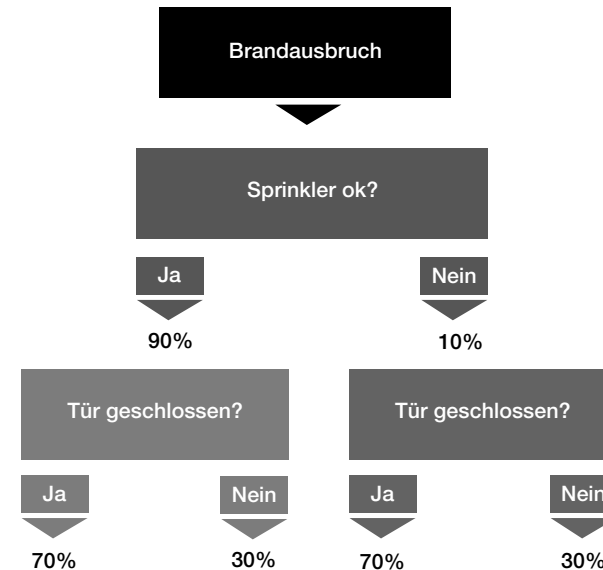 Brandausbruch
Sprinkler ok?
Ja
Nein
90%
10%
Tür geschlossen?
Tür geschlossen?
Ja
Nein
Ja
Nein
70%
30%
70%
30%